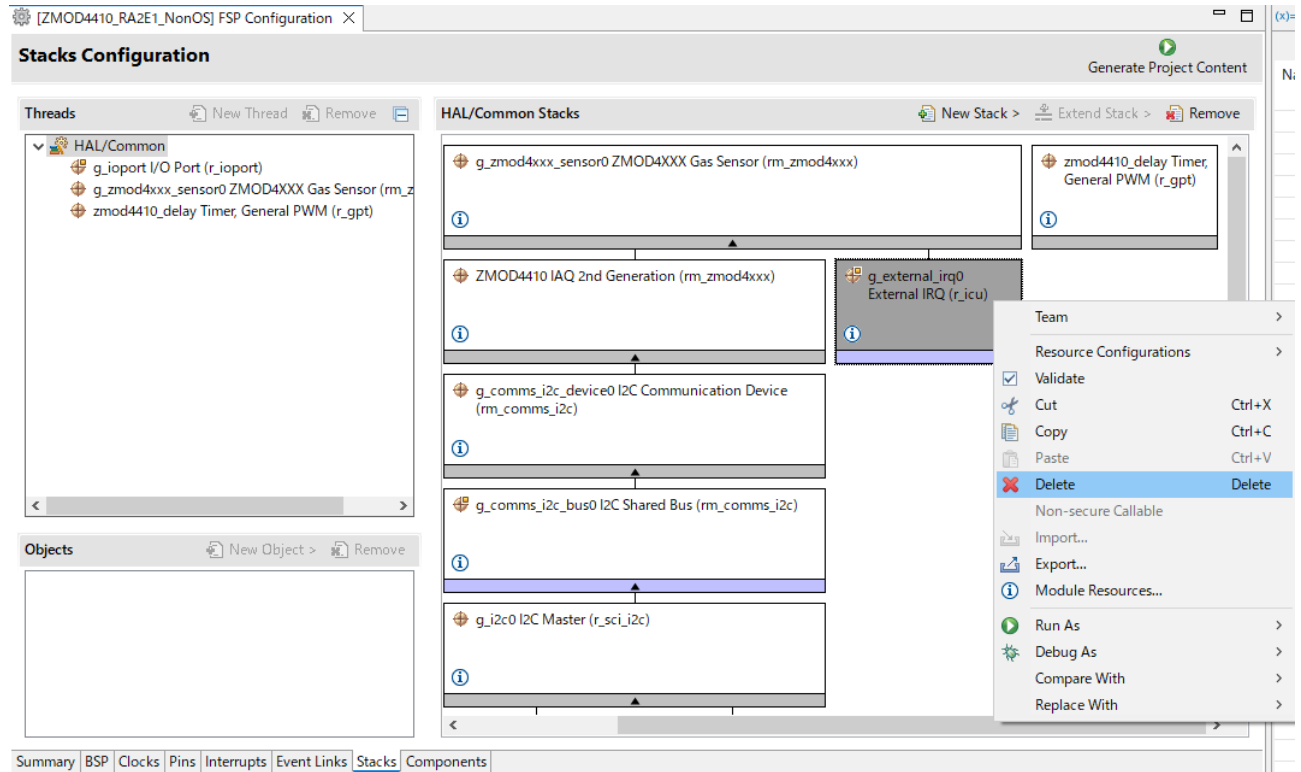 [ZMOD4410_RA2E1_NonOS] FSP Configuration
(x)=
Stacks Configuration
Generate Project Content
Threads
New Thread
Remove
HAL/Common
g_ioport I/O Port (r_ioport)
g_zmod4xxx_sensor0 ZMOD4XXX Gas Sensor (rm_z
zmod4410_delay Timer, General PWM (r_gpt)
Objects
New Object >
Remove
HAL/Common Stacks
New Stack >
Extend Stack >
Remove
g_zmod4xxx_sensor0 ZMOD4XXX Gas Sensor (rm_zmod4xxx)
zmod4410_delay Timer,
General PWM (r_gpt)
ZMOD4410 IAQ 2nd Generation (rm_zmod4xxx)
g_external_irq0
External IRQ (r_icu)
g_comms_i2c_device0 I2C Communication Device
(rm_comms_i2c)
g_comms_i2c_bus0 I2C Shared Bus (rm_comms_i2c)
g_i2c0 I2C Master (r_sci_i2c)
Team
Resource Configurations
Validate
Cut Ctrl+X
Copy Ctrl+C
Paste Ctrl+V
Delete Delete
Non-secure Callable
Import...
Export...
Module Resources...
Run As
Debug As
Compare With
Replace With
Summary BSP Clocks Pins Interrupts Event Links Stacks Components